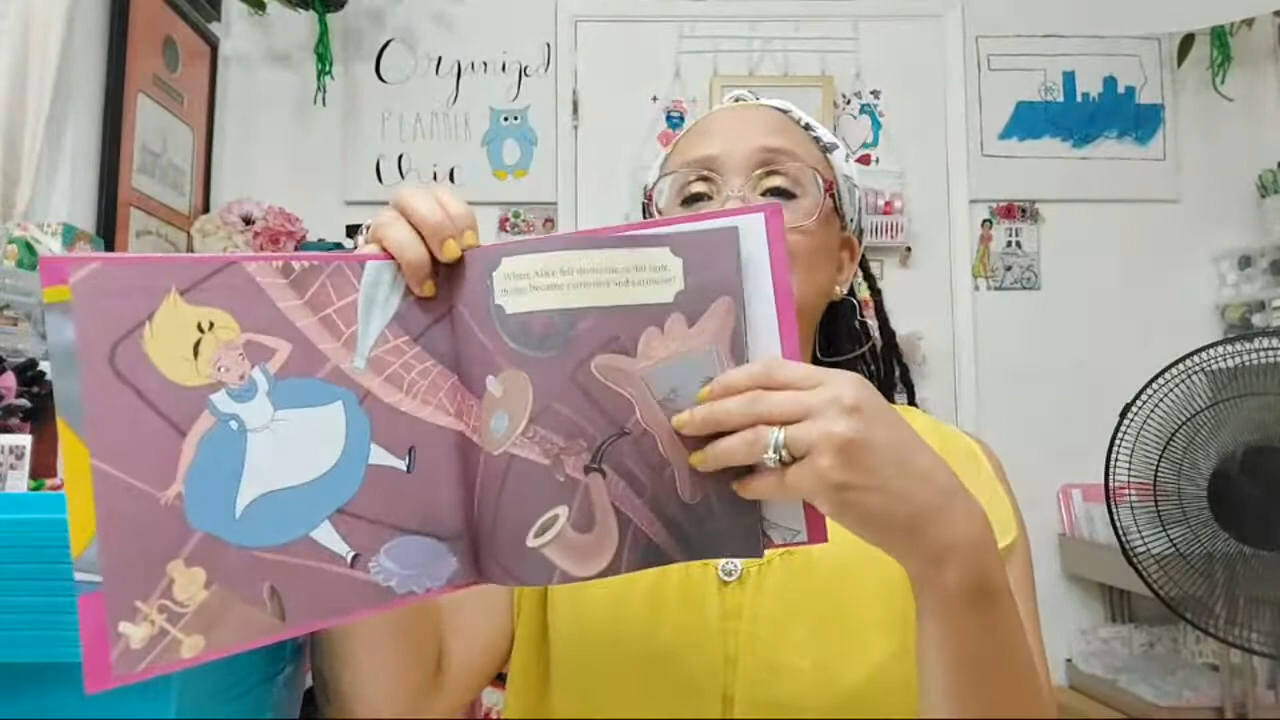 Organized
PLANNER
Chic
When Alice fell down the rabbit hole,
things became curiouser and curiouser!